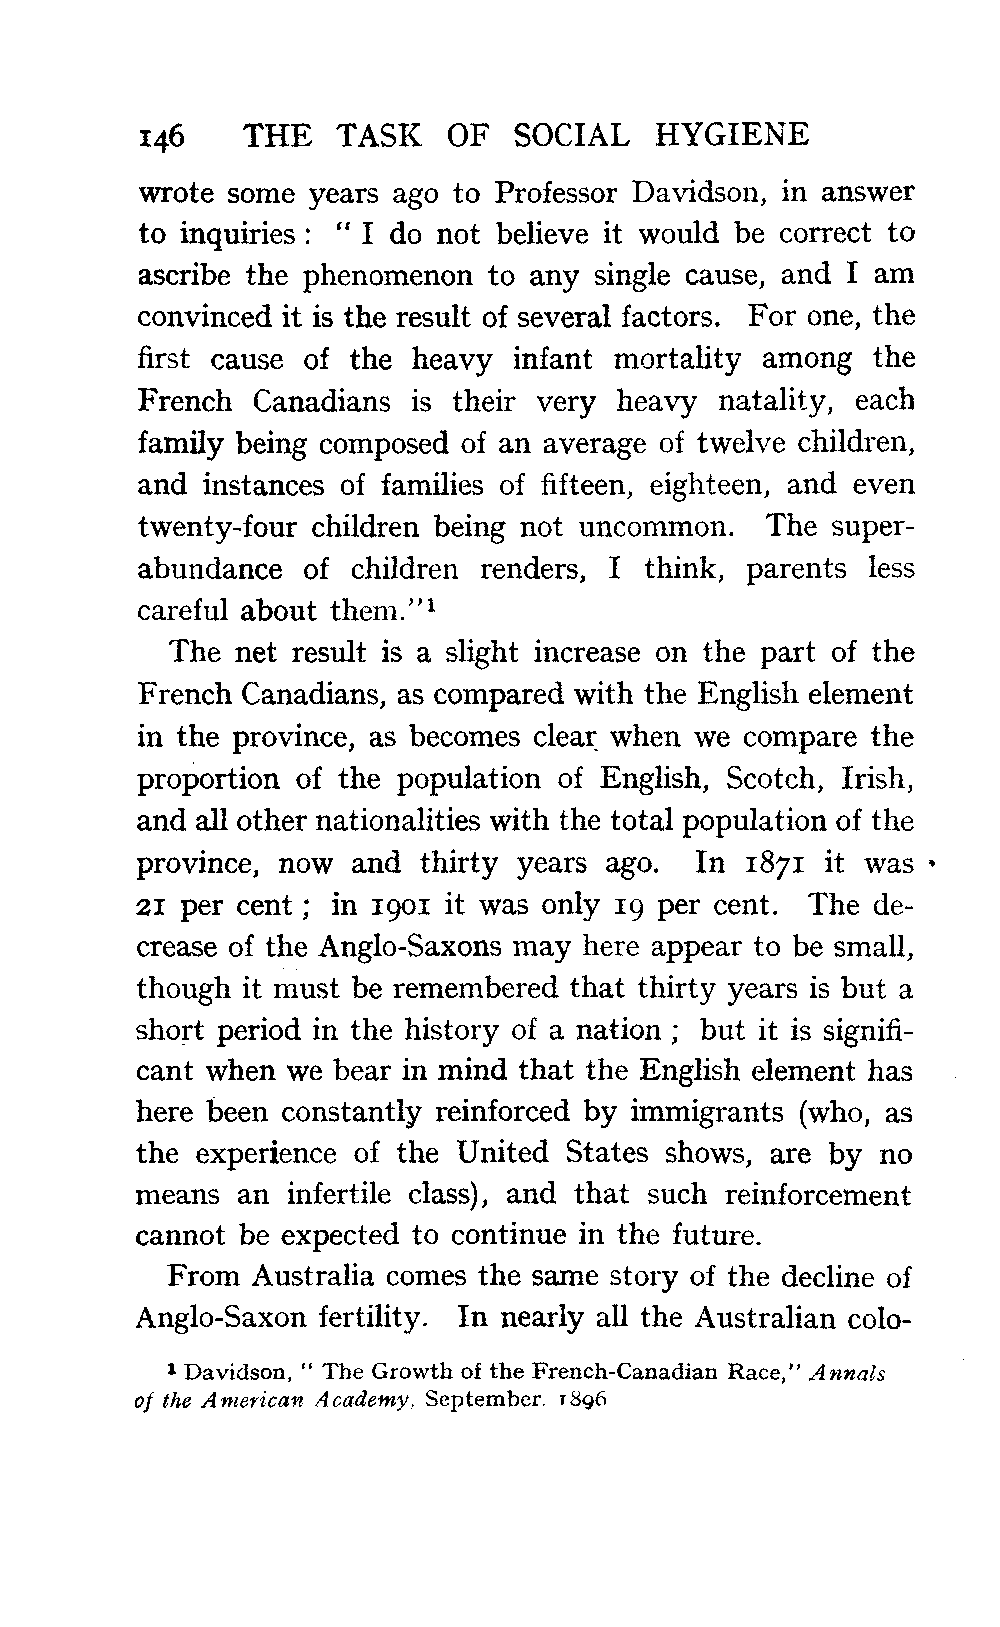 146 THE TASK OF SOCIAL HYGIENE
wrote some years ago to Professor Davidson, in answer
to inquiries : " I do not believe it would be correct to
ascribe the phenomenon to any single cause, and I am
convinced it is the result of several factors. For one, the
first cause of the heavy infant mortality among the
French Canadians is their very heavy natality, each
family being composed of an average of twelve children,
and instances of families of fifteen, eighteen, and even
twenty-four children being not uncommon. The super-
abundance of children renders, I think, parents less
careful about them."¹
The net result is a slight increase on the part of the
French Canadians, as compared with the English element
in the province, as becomes clear when we compare the
proportion of the population of English, Scotch, Irish,
and all other nationalities with the total population of the
province, now and thirty years ago. In 1871 it was
21 per cent ; in 1901 it was only 19 per cent. The de-
crease of the Anglo-Saxons may here appear to be small,
though it must be remembered that thirty years is but a
short period in the history of a nation ; but it is signifi-
cant when we bear in mind that the English element has
here been constantly reinforced by immigrants (who, as
the experience of the United States shows, are by no
means an infertile class), and that such reinforcement
cannot be expected to continue in the future.
From Australia comes the same story of the decline of
Anglo-Saxon fertility. In nearly all the Australian colo-
¹ Davidson, " The Growth of the French-Canadian Race," Annals
of the American Academy, September. 1896